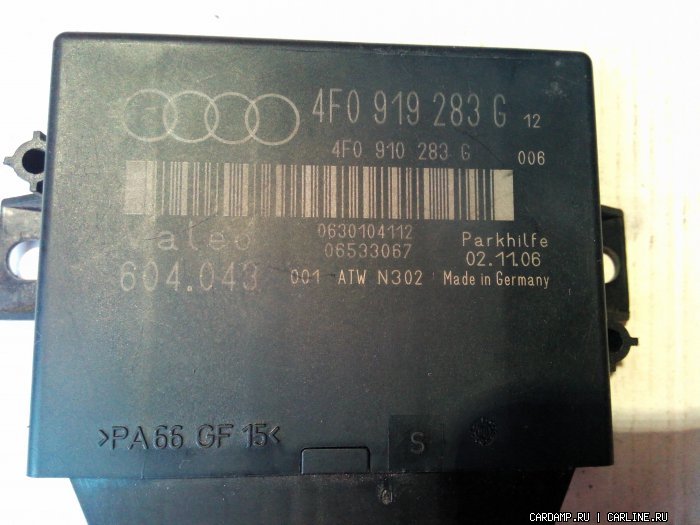 4F0 919 283 G 12
4F0 910 283 G 006
0630104112
Valeo 06533067 Parkhilfe
02.11.06
604.043 001 ATW N302 Made in Germany
>PA66 GF 15< S
CARDAMP.RU | CARLINE.RU